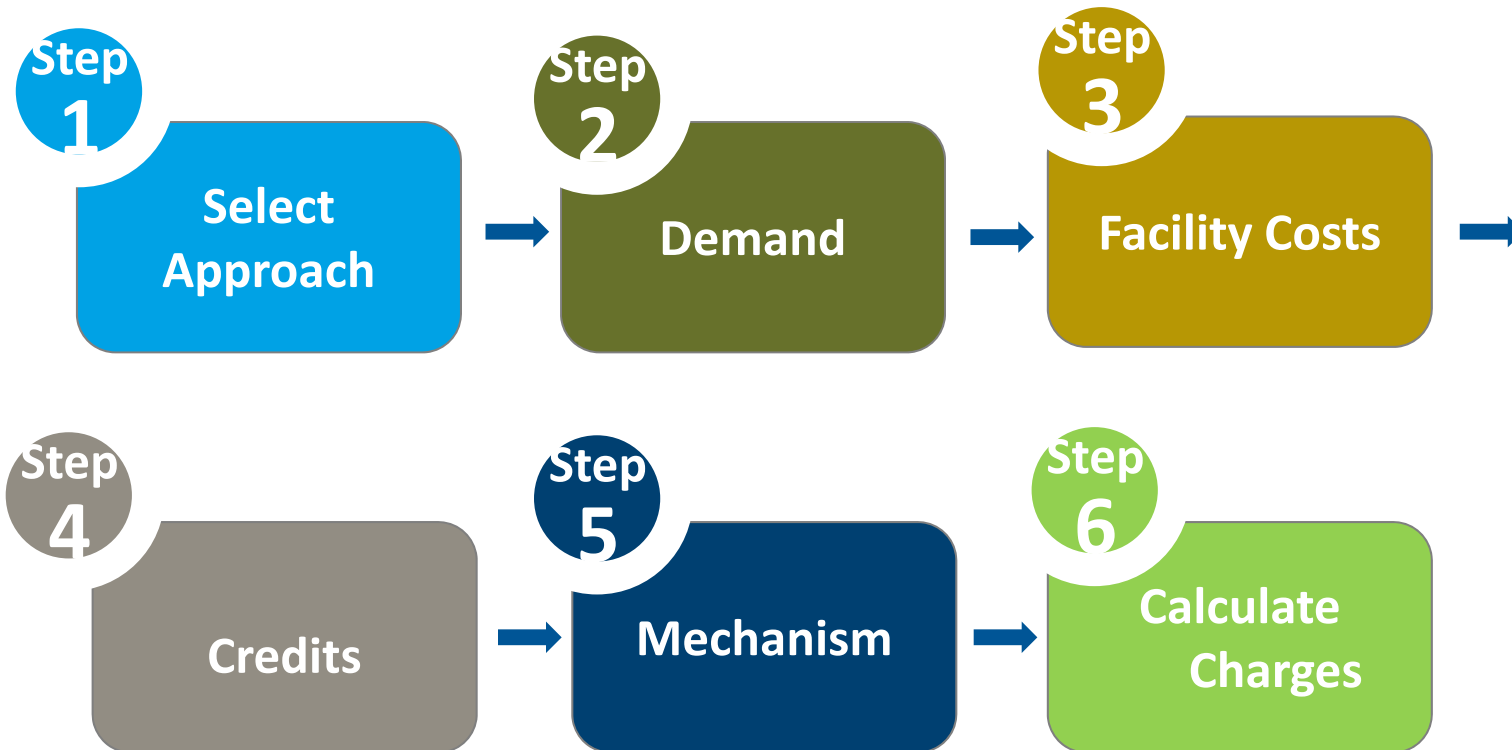 Step
1
Select
Approach
Step
2
Demand
Step
3
Facility Costs
Step
4
Credits
Step
5
Mechanism
Step
6
Calculate
Charges